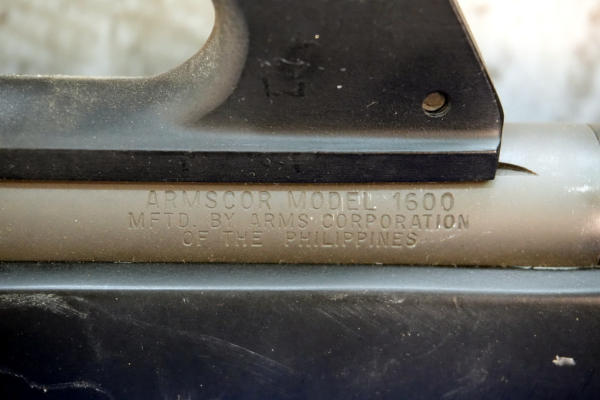 ARMSCOR MODEL 1600
MFTD. BY ARMS CORPORATION
OF THE PHILIPPINES